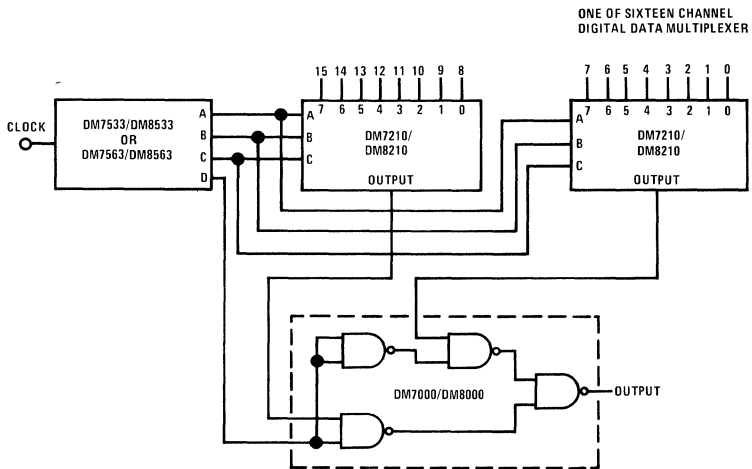 ONE OF SIXTEEN CHANNEL
DIGITAL DATA MULTIPLEXER
CLOCK
DM7533/DM8533
OR
DM7563/DM8563
A
B
C
D
15 14 13 12 11 10 9 8
7 6 5 4 3 2 1 0
A
B
C
DM7210/
DM8210
OUTPUT
7 6 5 4 3 2 1 0
7 6 5 4 3 2 1 0
A
B
C
DM7210/
DM8210
OUTPUT
DM7000/DM8000
OUTPUT